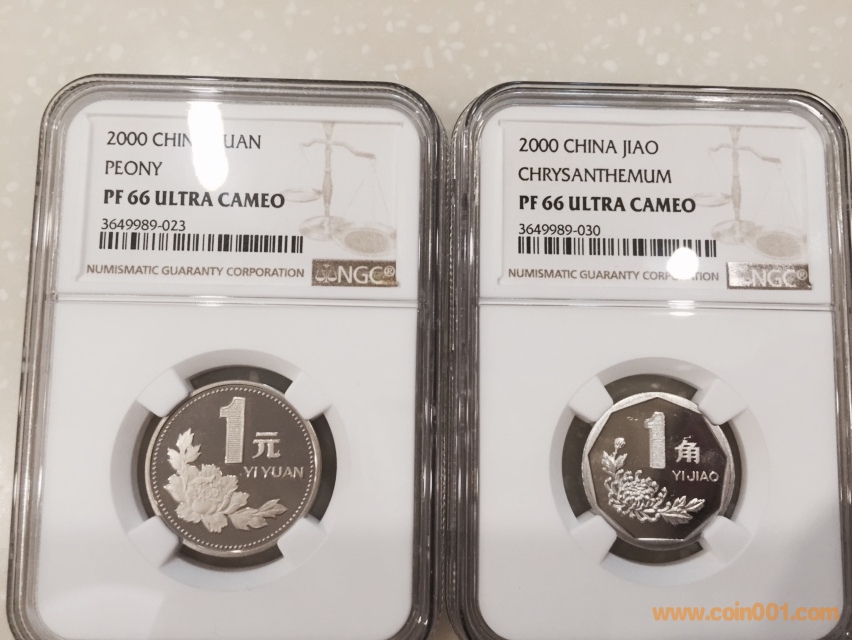 2000 CHIN UAN
PEONY
PF 66 ULTRA CAMEO
3649989-023
NUMISMATIC GUARANTY CORPORATION
NGC®
1 元
YI YUAN
2000 CHINA JIAO
CHRYSANTHEMUM
PF 66 ULTRA CAMEO
3649989-030
NUMISMATIC GUARANTY CORPORATION
NGC®
1 角
YI JIAO
www.coin001.com